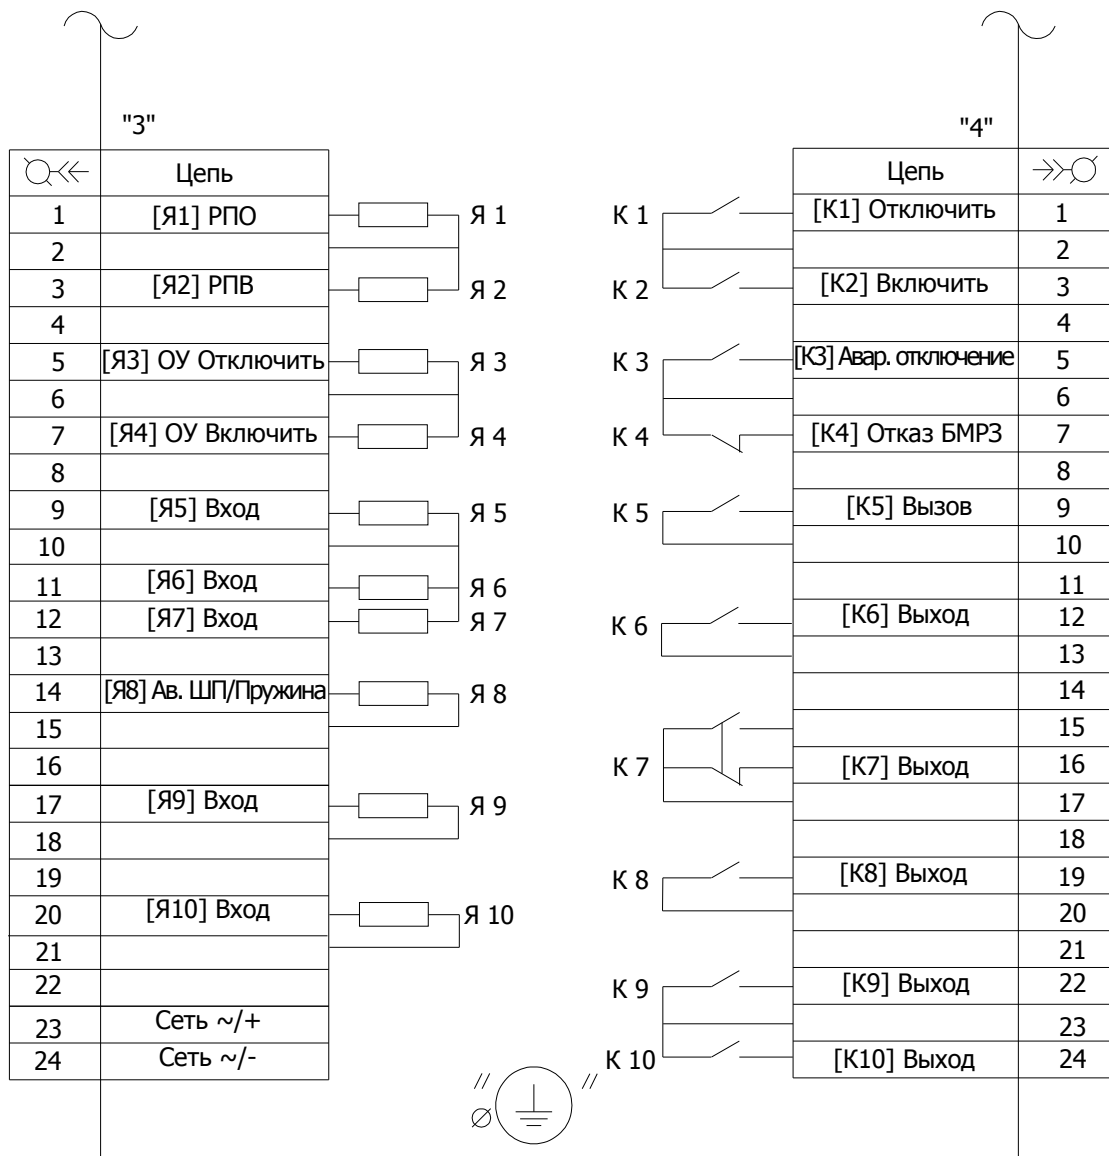 "3"
Цепь
1 [Я1] РПО Я 1
2
3 [Я2] РПВ Я 2
4
5 [Я3] ОУ Отключить Я 3
6
7 [Я4] ОУ Включить Я 4
8
9 [Я5] Вход Я 5
10
11 [Я6] Вход Я 6
12 [Я7] Вход Я 7
13
14 [Я8] Ав. ШП/Пружина Я 8
15
16
17 [Я9] Вход Я 9
18
19
20 [Я10] Вход Я 10
21
22
23 Сеть ~/+
24 Сеть ~/-
"4"
Цепь
К 1 [К1] Отключить 1
2
К 2 [К2] Включить 3
4
К 3 [К3] Авар. отключение 5
6
К 4 [К4] Отказ БМРЗ 7
8
К 5 [К5] Вызов 9
10
11
К 6 [К6] Выход 12
13
14
15
К 7 [К7] Выход 16
17
18
К 8 [К8] Выход 19
20
21
К 9 [К9] Выход 22
23
К 10 [К10] Выход 24